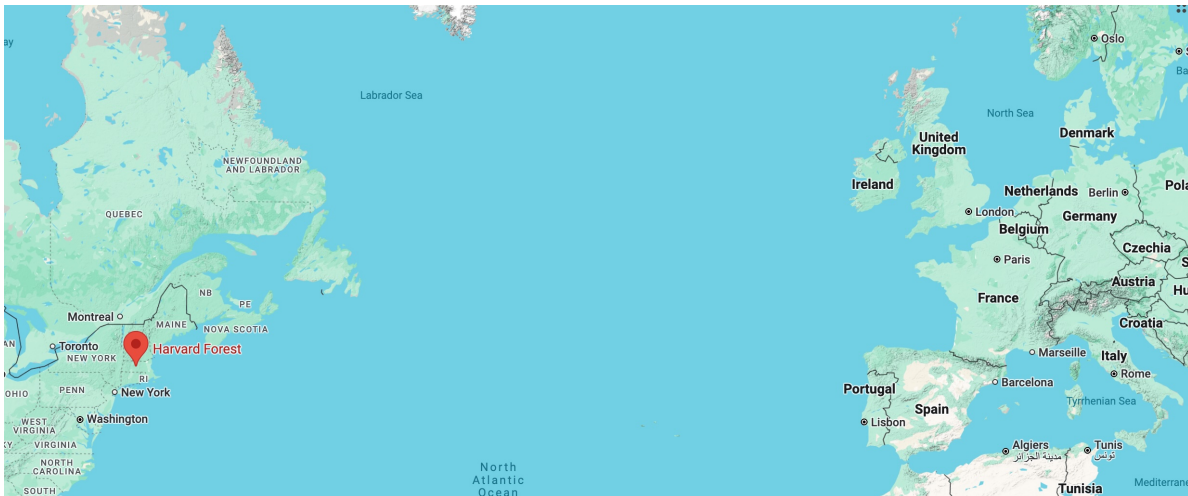 Oslo
Labrador Sea
North Sea
United
Kingdom
Denmark
NEWFOUNDLAND
AND LABRADOR
Ireland
Netherlands
Berlin
QUEBEC
London
Germany
Belgium
Czechia
Paris
Austria
NB
PE
France
Montreal
MAINE
NOVA SCOTIA
Croatia
Toronto
Harvard Forest
NEW YORK
Marseille
Italy
RI
Rome
PENN
New York
Portugal
Barcelona
OHIO
Spain
Tyrrhenian Sea
Washington
Lisbon
WEST
VIRGINIA
VIRGINIA
Algiers
مدينة الجزائر
Tunis
تونس
NORTH
CAROLINA
North
Atlantic
Ocean
Tunisia
SOUTH